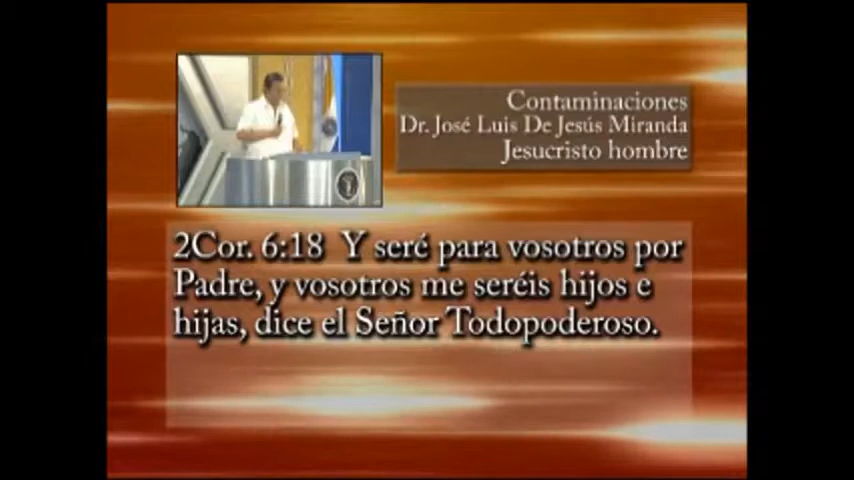 Contaminaciones
Dr. José Luis De Jesús Miranda
Jesucristo hombre
2Cor. 6:18 Y seré para vosotros por
Padre, y vosotros me seréis hijos e
hijas, dice el Señor Todopoderoso.